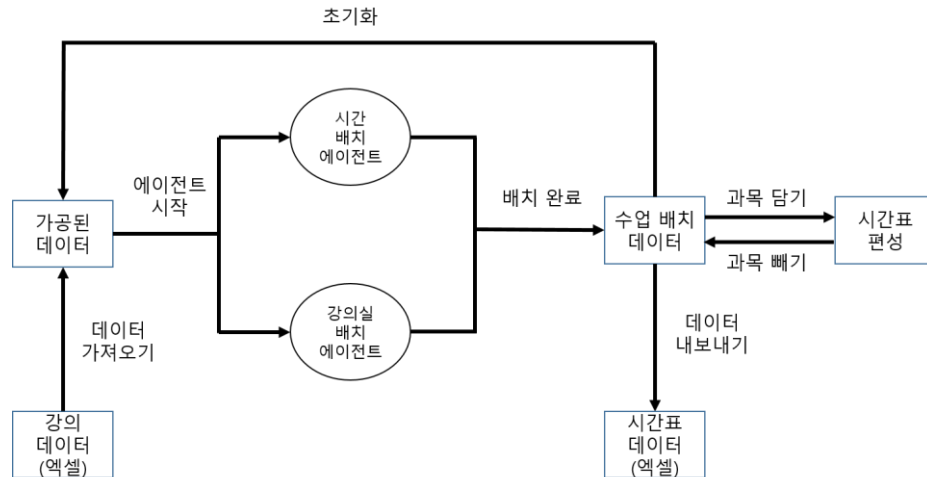 초기화
시간
배치
에이전트
에이전트
시작
배치 완료
과목 담기
가공된
데이터
수업 배치
데이터
시간표
편성
과목 빼기
강의실
배치
에이전트
데이터
가져오기
데이터
내보내기
강의
데이터
(엑셀)
시간표
데이터
(엑셀)